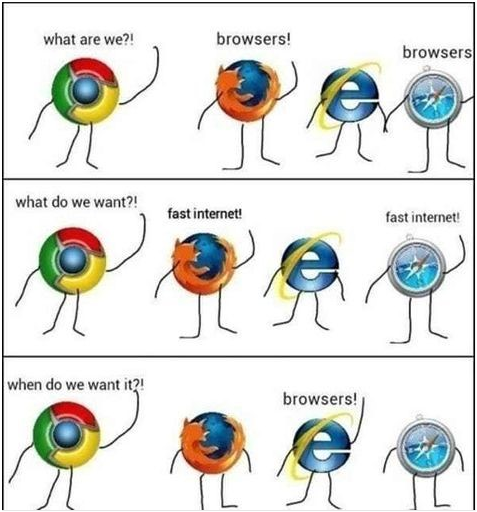 what are we?!
browsers!
browsers
what do we want?!
fast internet!
fast internet!
when do we want it?!
browsers!